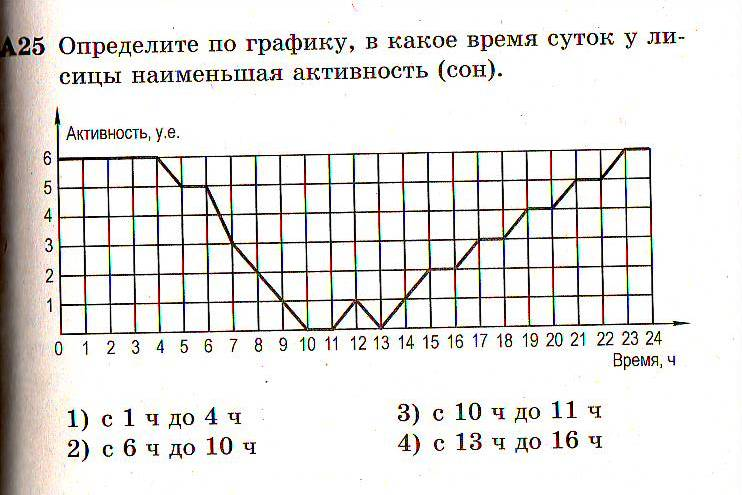 А25 Определите по графику, в какое время суток у ли-
сицы наименьшая активность (сон).
Активность, у.е.
6
5
4
3
2
1
0 1 2 3 4 5 6 7 8 9 10 11 12 13 14 15 16 17 18 19 20 21 22 23 24
Время, ч
1) с 1 ч до 4 ч
2) с 6 ч до 10 ч
3) с 10 ч до 11 ч
4) с 13 ч до 16 ч